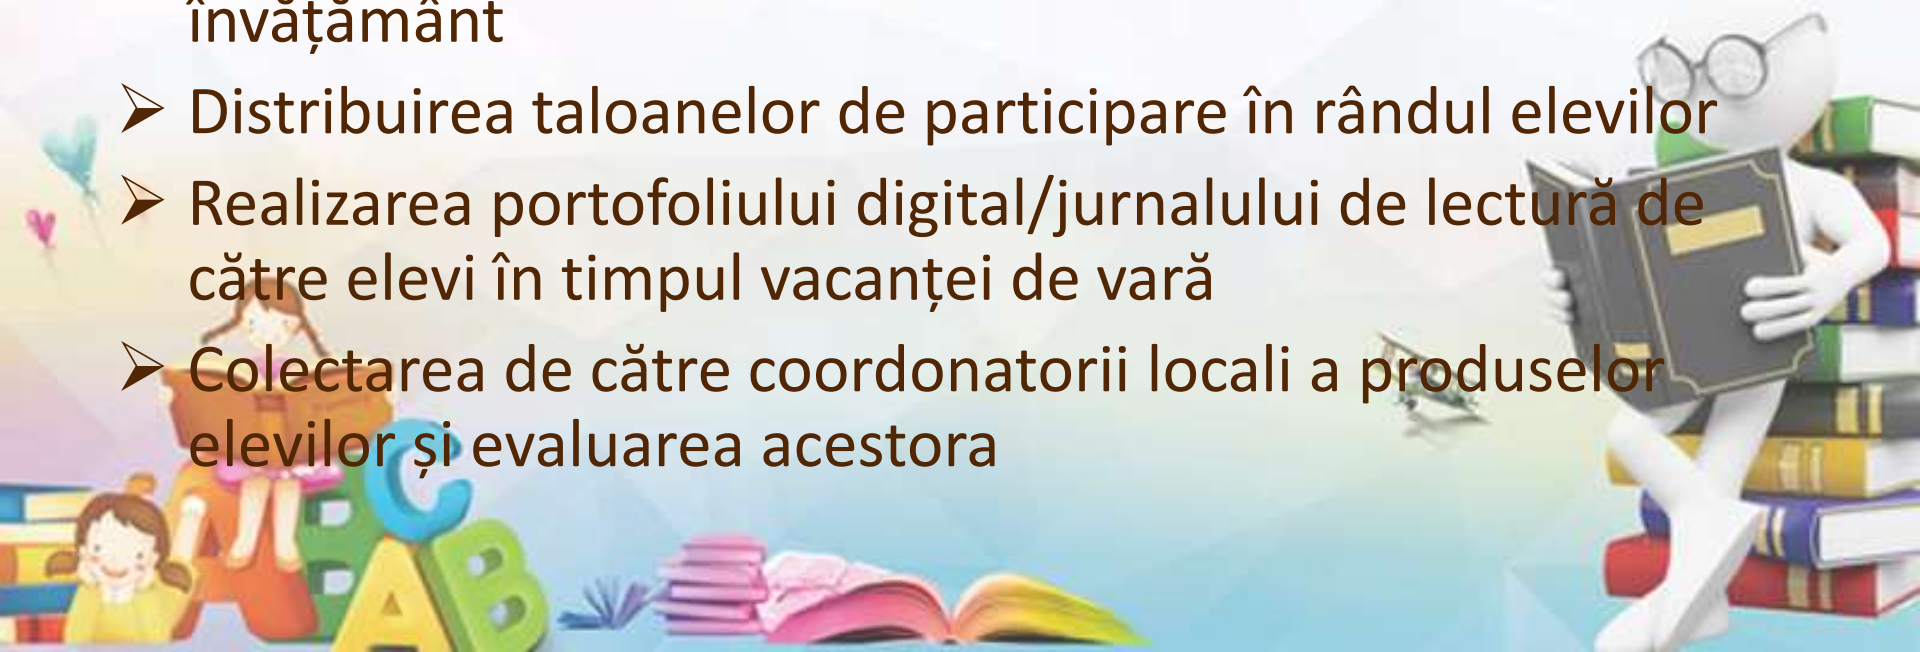 învățământ
➢ Distribuirea taloanelor de participare în rândul elevilor
➢ Realizarea portofoliului digital/jurnalului de lectură de
către elevi în timpul vacanței de vară
➢ Colectarea de către coordonatorii locali a produselor
elevilor și evaluarea acestora
A B C
A B